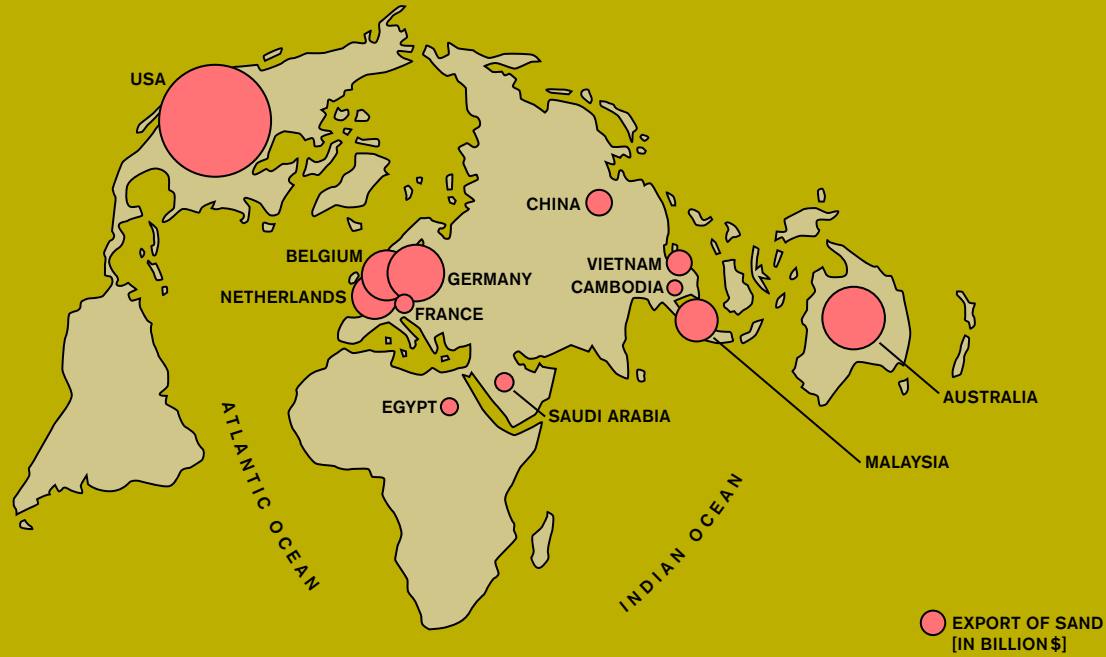 USA
CHINA
BELGIUM
GERMANY
VIETNAM
CAMBODIA
NETHERLANDS
FRANCE
AUSTRALIA
EGYPT
SAUDI ARABIA
MALAYSIA
ATLANTIC OCEAN
INDIAN OCEAN
EXPORT OF SAND
[IN BILLION $]